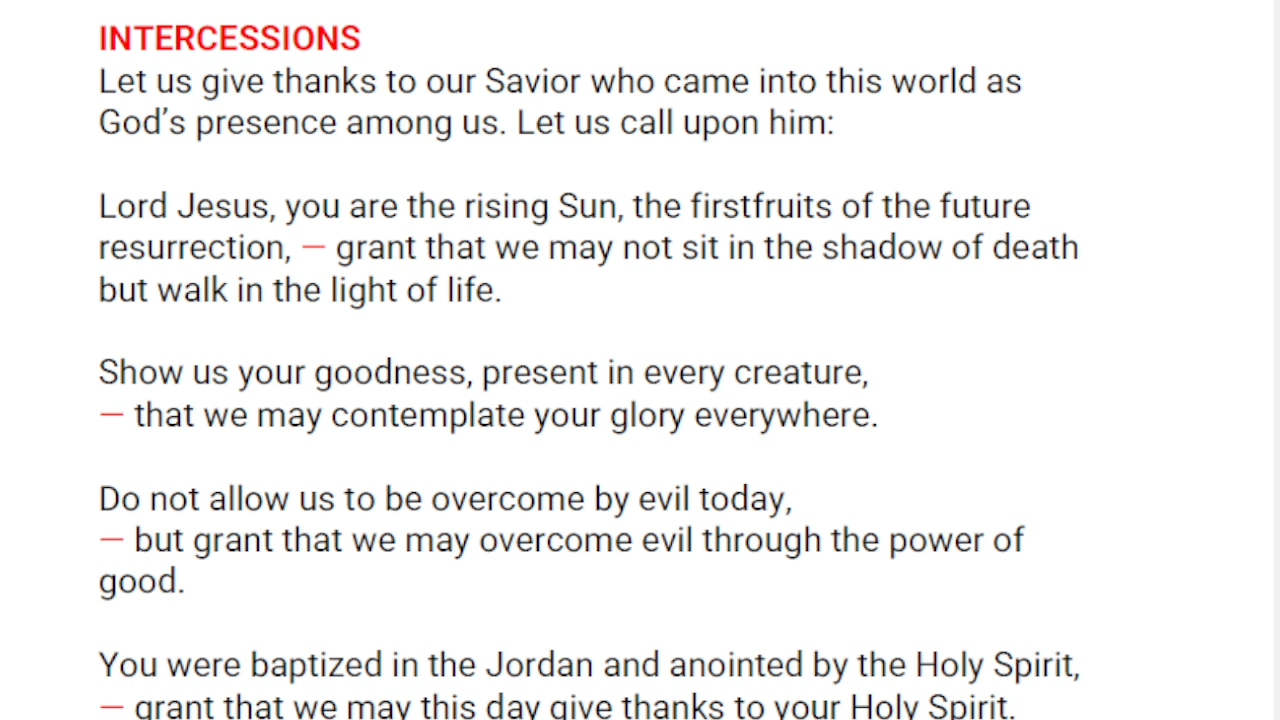 INTERCESSIONS
Let us give thanks to our Savior who came into this world as
God’s presence among us. Let us call upon him:
Lord Jesus, you are the rising Sun, the firstfruits of the future
resurrection, — grant that we may not sit in the shadow of death
but walk in the light of life.
Show us your goodness, present in every creature,
— that we may contemplate your glory everywhere.
Do not allow us to be overcome by evil today,
— but grant that we may overcome evil through the power of
good.
You were baptized in the Jordan and anointed by the Holy Spirit,
— grant that we may this day give thanks to your Holy Spirit.